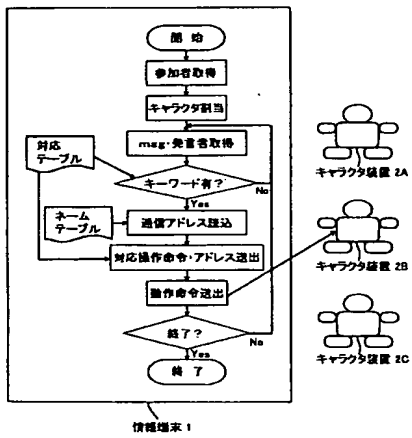 開 始
参加者取得
キャラクタ割当
msg・発言者取得
対応
テーブル
キーワード有?
No
Yes
ネーム
テーブル
通信アドレス読込
対応操作命令・アドレス送出
動作命令送出
終了?
No
Yes
終 了
情報端末 1
キャラクタ装置 2A
キャラクタ装置 2B
キャラクタ装置 2C